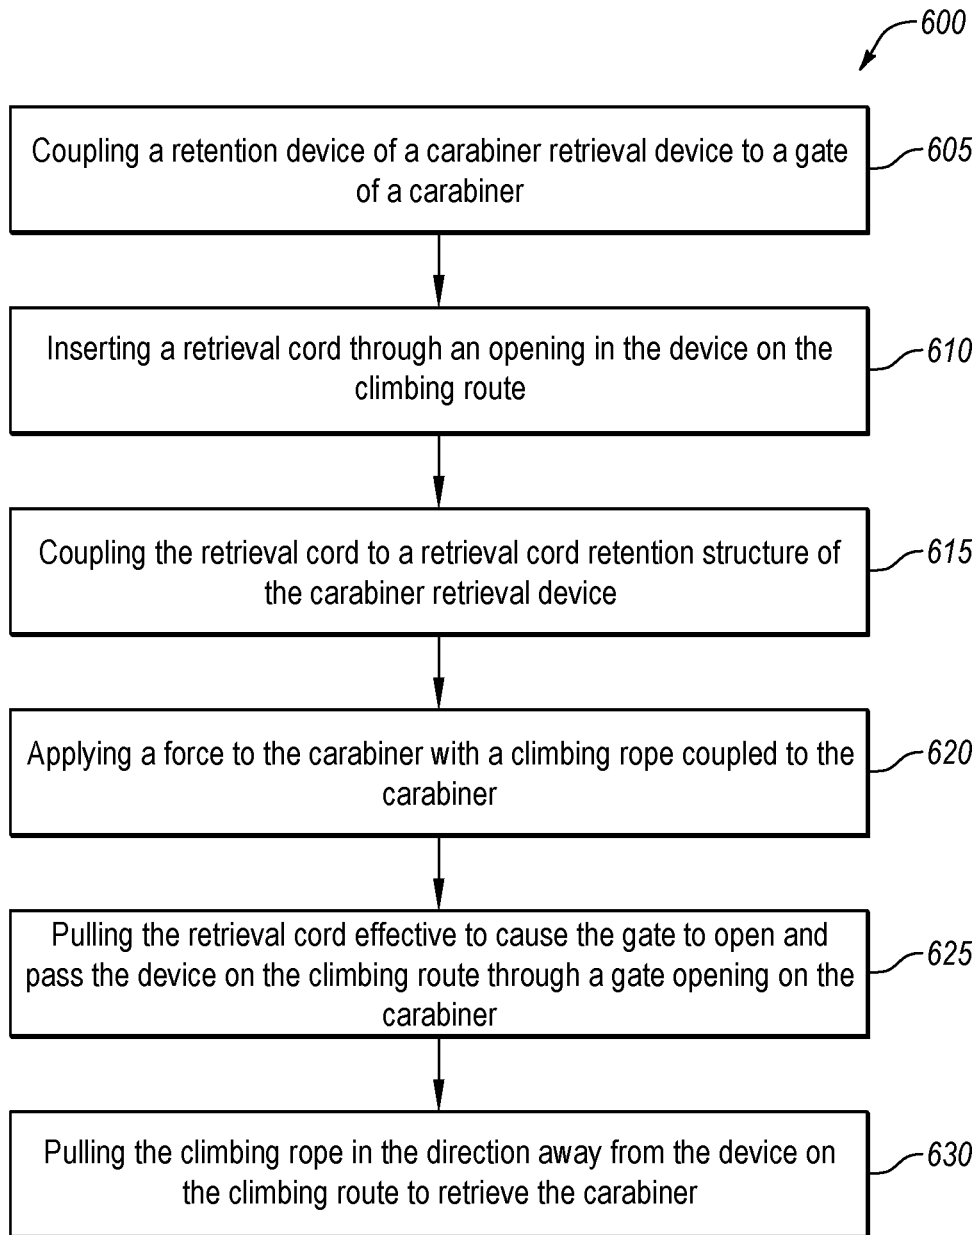 600
Coupling a retention device of a carabiner retrieval device to a gate
of a carabiner
605
Inserting a retrieval cord through an opening in the device on the
climbing route
610
Coupling the retrieval cord to a retrieval cord retention structure of
the carabiner retrieval device
615
Applying a force to the carabiner with a climbing rope coupled to the
carabiner
620
Pulling the retrieval cord effective to cause the gate to open and
pass the device on the climbing route through a gate opening on the
carabiner
625
Pulling the climbing rope in the direction away from the device on
the climbing route to retrieve the carabiner
630